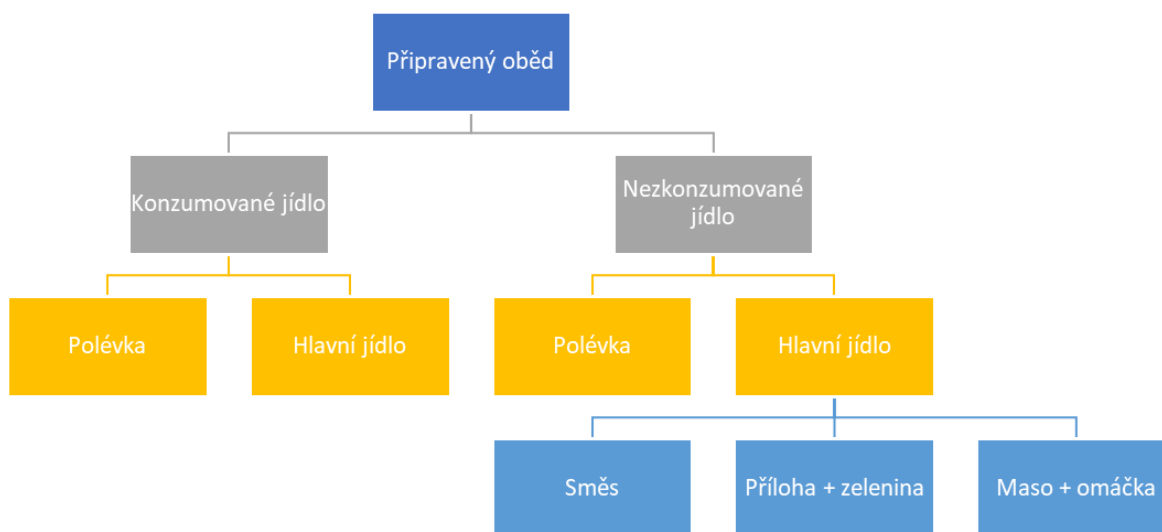 Připravený oběd
Konzumované jídlo
Nezkonzumované
jídlo
Polévka
Hlavní jídlo
Polévka
Hlavní jídlo
Směs
Příloha + zelenina
Maso + omáčka